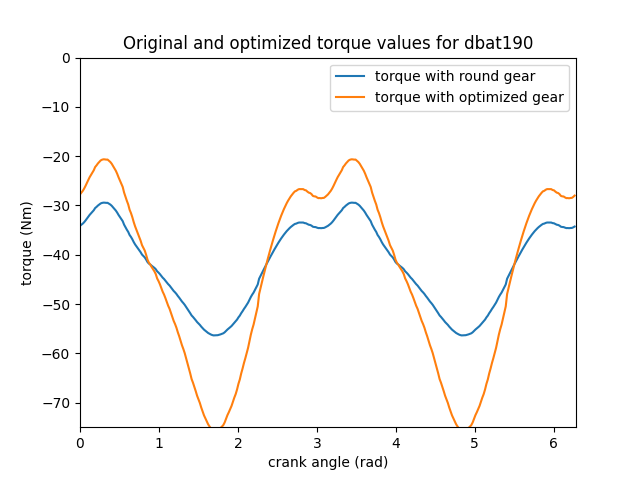 Original and optimized torque values for dbat190
torque with round gear
torque with optimized gear
0
−10
−20
−30
−40
−50
−60
−70
torque (Nm)
0 1 2 3 4 5 6
crank angle (rad)